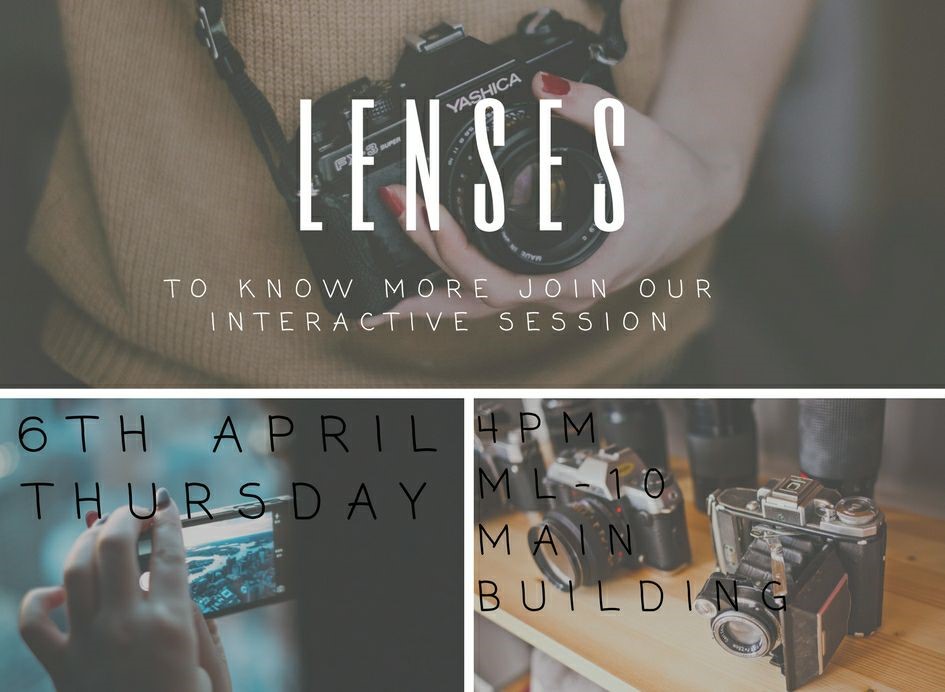 YASHICA
FX-3 SUPER
LENSES
TO KNOW MORE JOIN OUR
INTERACTIVE SESSION
6TH APRIL
THURSDAY
4PM
ML-10
MAIN
BUILDING